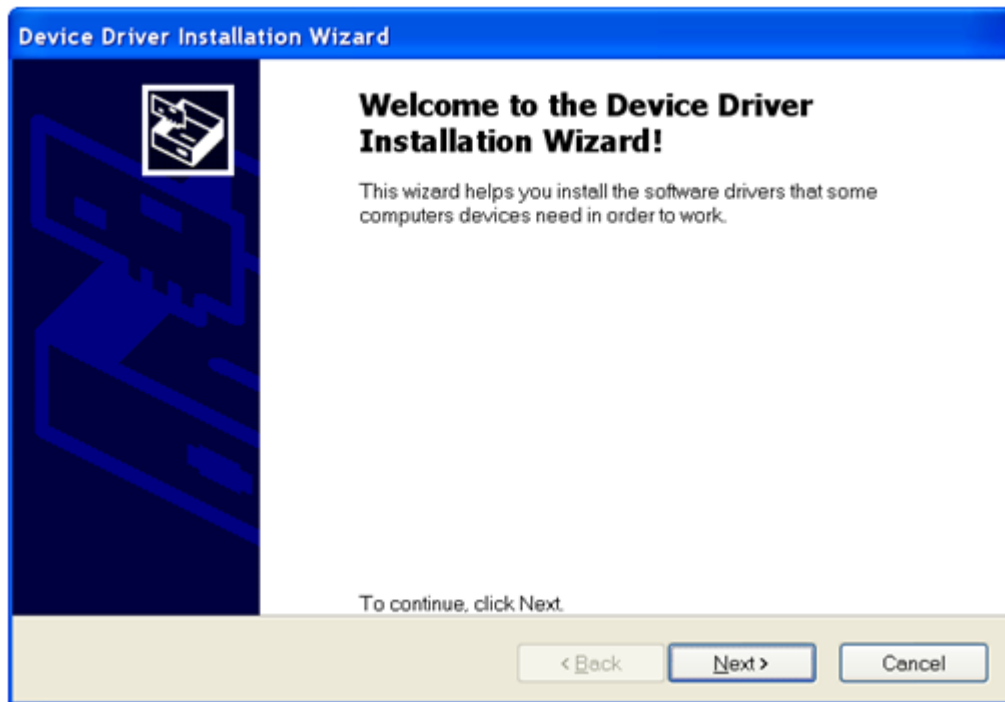 Device Driver Installation Wizard
Welcome to the Device Driver
Installation Wizard!
This wizard helps you install the software drivers that some
computers devices need in order to work.
To continue, click Next.
< Back Next > Cancel